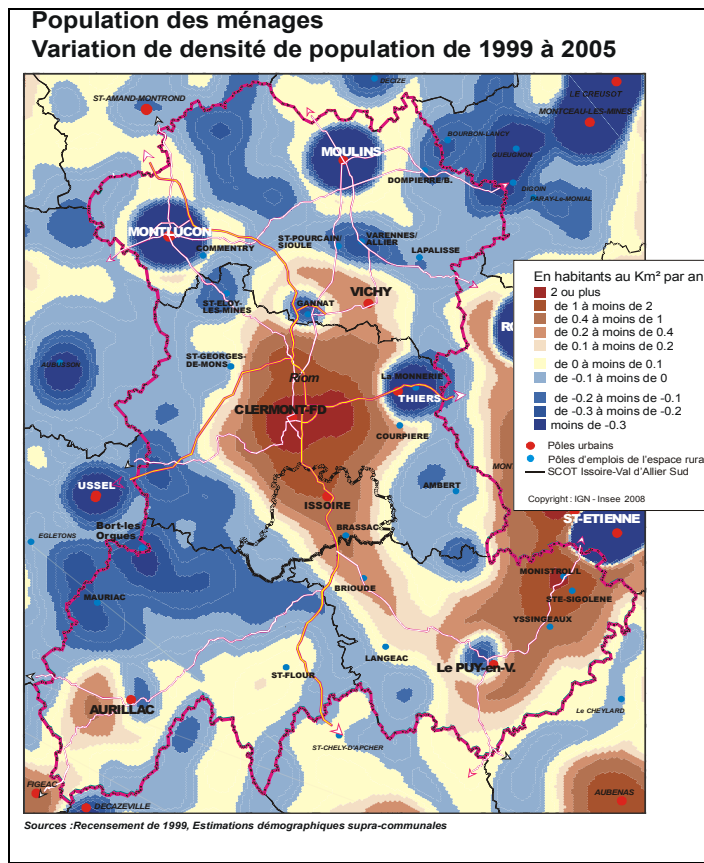 Population des ménages
Variation de densité de population de 1999 à 2005
DECIZE
LE CREUSOT
ST-AMAND-MONTROND
MONTCEAU-LES-MINES
BOURBON-LANCY
MOULINS
GUEUGNON
DOMPIERRE/B.
DIGOIN
PARAY-Le-MONIAL
MONTLUCON
ST-POURCAIN/
SIOULE
VARENNES/
ALLIER
COMMENTRY
LAPALISSE
En habitants au Km² par an
2 ou plus
de 1 à moins de 2
de 0.4 à moins de 1
de 0.2 à moins de 0.4
de 0.1 à moins de 0.2
de 0 à moins de 0.1
de -0.1 à moins de 0
de -0.2 à moins de -0.1
de -0.3 à moins de -0.2
moins de -0.3
Pôles urbains
Pôles d'emplois de l'espace rura
SCOT Issoire-Val d'Allier Sud
Copyright : IGN - Insee 2008
VICHY
ST-ELOY-
LES-MINES
GANNAT
RO
ST-GEORGES-
DE-MONS
AUBUSSON
Riom
La MONNERIE
THIERS
CLERMONT-FD
COURPIERE
MONT
USSEL
AMBERT
ISSOIRE
Bort-les
Orgues
BRASSAC
ST-ETIENNE
EGLETONS
MONISTROL/L
BRIOUDE
MAURIAC
STE-SIGOLENE
YSSINGEAUX
LANGEAC
Le PUY-en-V.
ST-FLOUR
AURILLAC
Le CHEYLARD
ST-CHELY-D'APCHER
FIGEAC
DECAZEVILLE
AUBENAS
Sources :Recensement de 1999, Estimations démographiques supra-communales